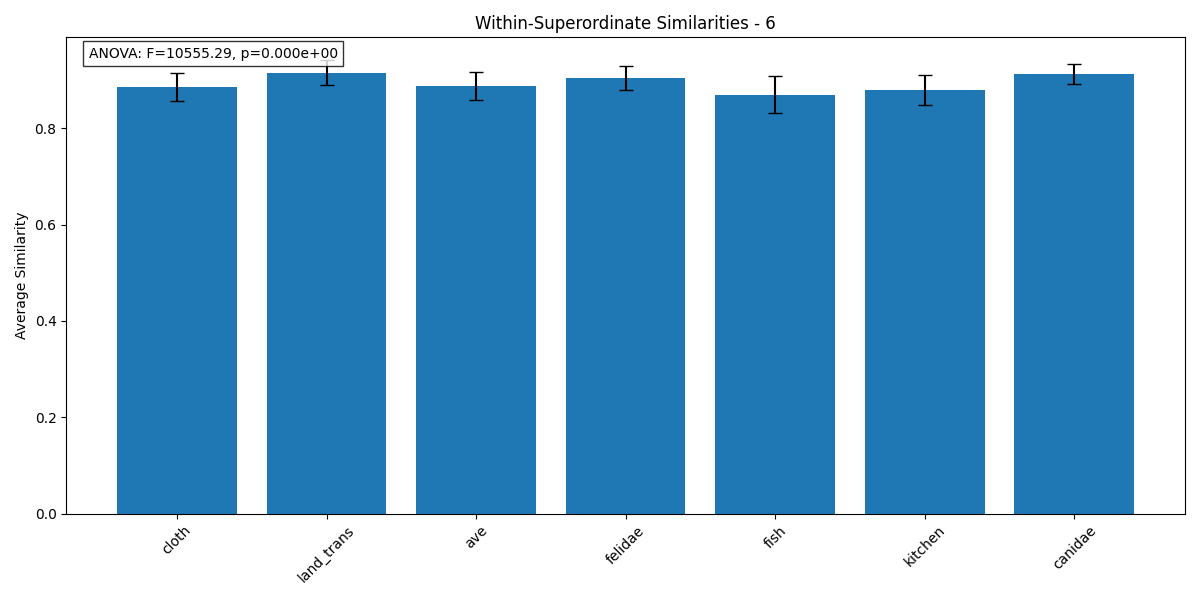 Within-Superordinate Similarities - 6
ANOVA: F=10555.29, p=0.000e+00
Average Similarity
0.8
0.6
0.4
0.2
0.0
cloth
land_trans
ave
felidae
fish
kitchen
canidae